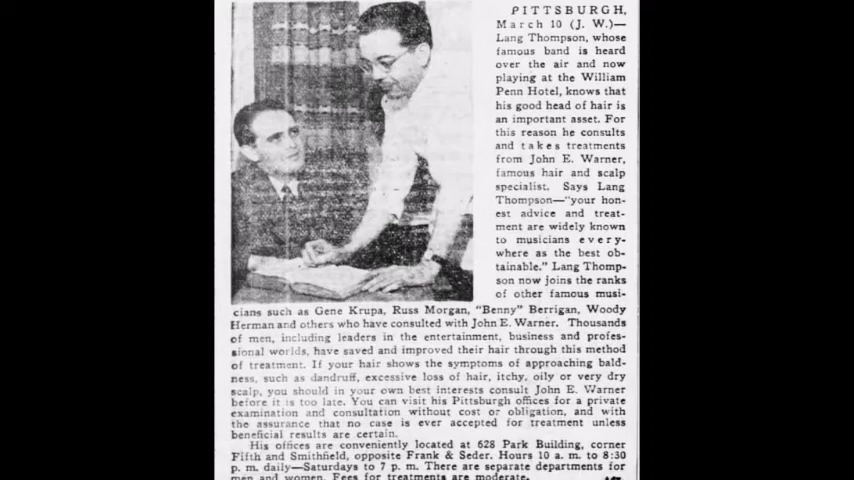 PITTSBURGH,
March 10 (J. W.)—
Lang Thompson, whose
famous band is heard
over the air and now
playing at the William
Penn Hotel, knows that
his good head of hair is
an important asset. For
this reason he consults
and takes treatments
from John E. Warner,
famous hair and scalp
specialist. Says Lang
Thompson—"your hon-
est advice and treat-
ment are widely known
to musicians every-
where as the best ob-
tainable." Lang Thomp-
son now joins the ranks
of other famous musi-
cians such as Gene Krupa, Russ Morgan, "Benny" Berrigan, Woody
Herman and others who have consulted with John E. Warner. Thousands
of men, including leaders in the entertainment, business and profes-
sional worlds, have saved and improved their hair through this method
of treatment. If your hair shows the symptoms of approaching bald-
ness, such as dandruff, excessive loss of hair, itchy, oily or very dry
scalp, you should in your own best interests consult John E. Warner
before it is too late. You can visit his Pittsburgh offices for a private
examination and consultation without cost or obligation, and with
the assurance that no case is ever accepted for treatment unless
beneficial results are certain.
His offices are conveniently located at 628 Park Building, corner
Fifth and Smithfield, opposite Frank & Seder. Hours 10 a. m. to 8:30
p. m. daily—Saturdays to 7 p. m. There are separate departments for
men and women. Fees for treatments are moderate.